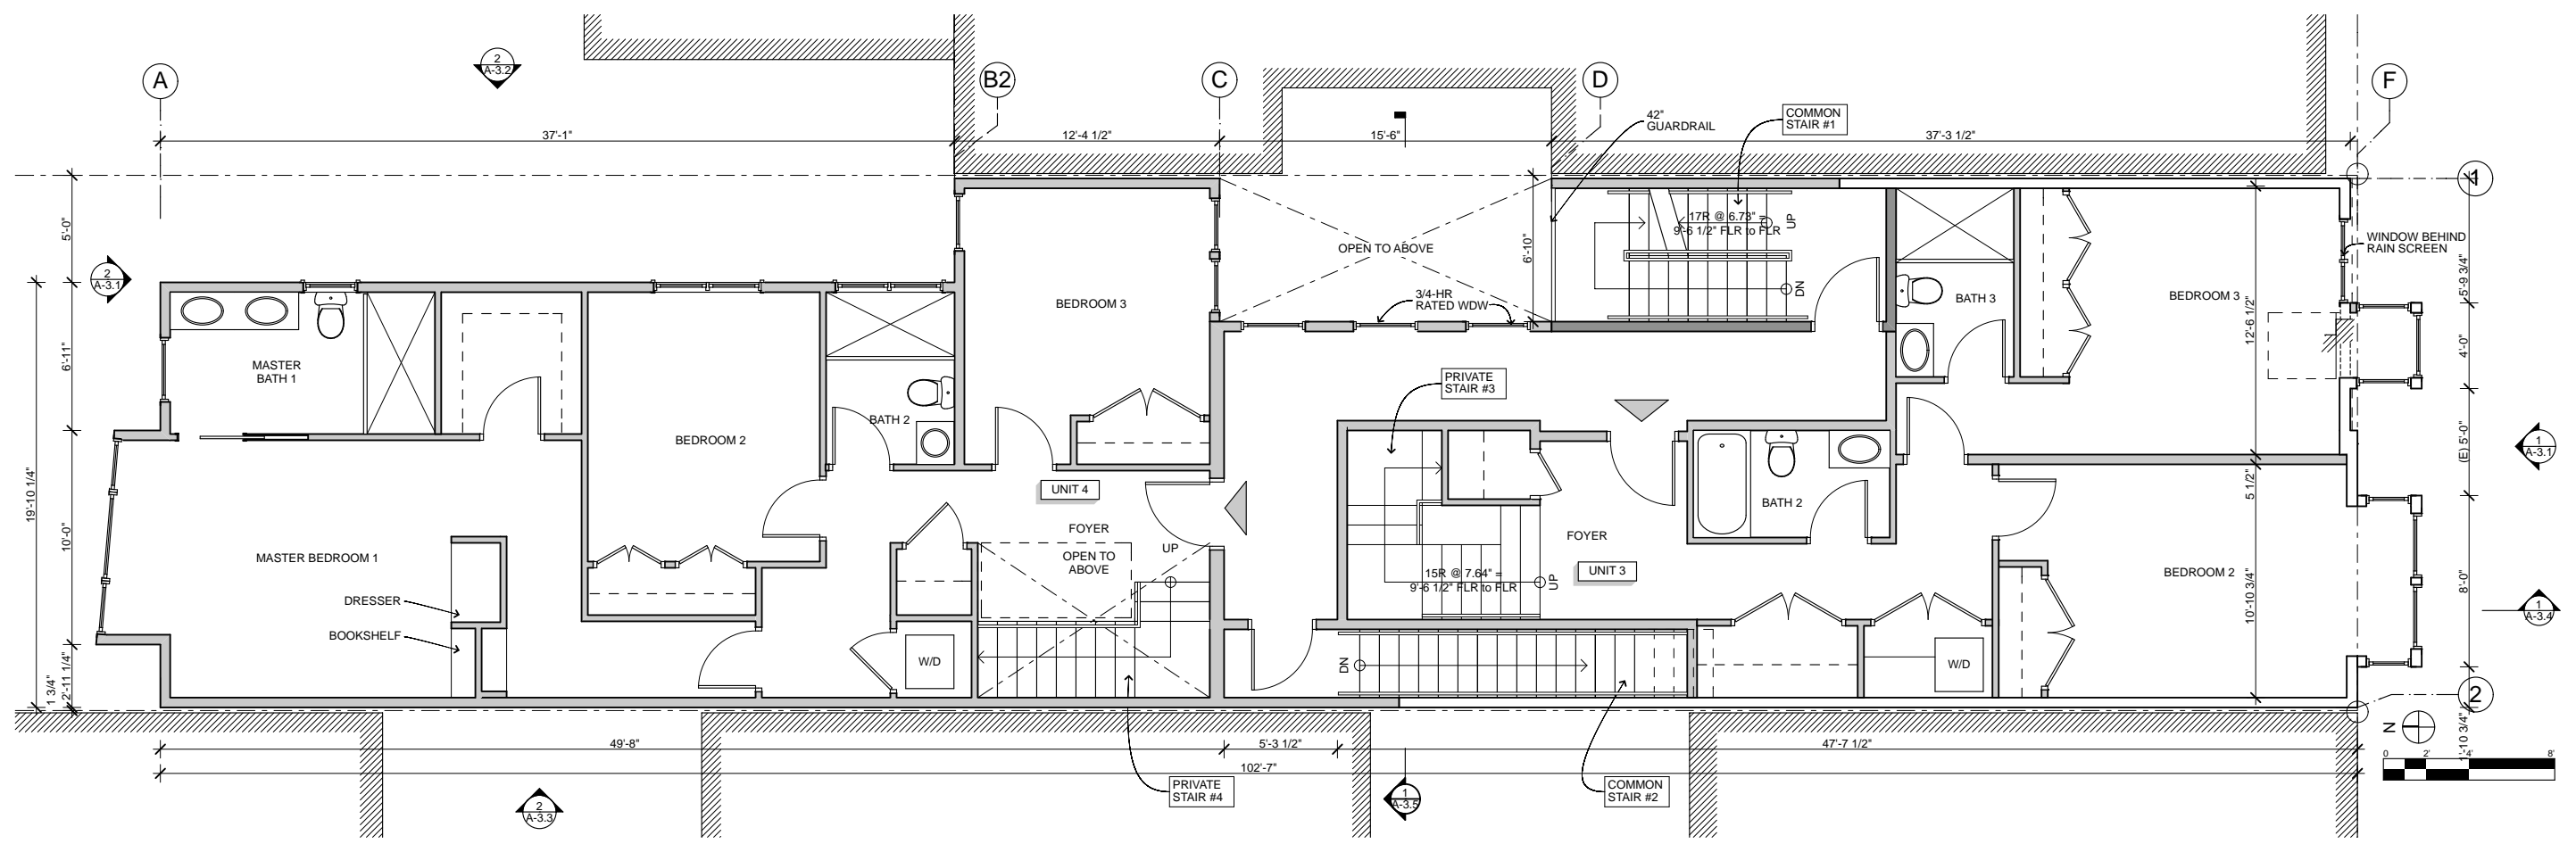 A
B2
C
D
F
2
A-3.2
37'-1"
12'-4 1/2"
15'-6"
37'-3 1/2"
42"
GUARDRAIL
COMMON
STAIR #1
1
5'-0"
2
A-3.1
6'-11"
19'-10 1/4"
10'-0"
2'-11 1/4"
1 3/4"
MASTER
BATH 1
MASTER BEDROOM 1
DRESSER
BOOKSHELF
BEDROOM 2
BATH 2
BEDROOM 3
UNIT 4
FOYER
OPEN TO
ABOVE
UP
W/D
OPEN TO ABOVE
6'-10"
3/4-HR
RATED WDW
17R @ 6.73" =
9'-6 1/2" FLR to FLR
UP
DN
PRIVATE
STAIR #3
15R @ 7.64" =
9'-6 1/2" FLR to FLR
UP
FOYER
UNIT 3
BATH 2
BATH 3
BEDROOM 3
12'-6 1/2"
5 1/2"
10'-10 3/4"
BEDROOM 2
W/D
DN
WINDOW BEHIND
RAIN SCREEN
5'-9 3/4"
4'-0"
(E) 5'-0"
8'-0"
1'-10 3/4"
1
A-3.1
1
A-3.4
2
N
0 2' 4' 8'
49'-8"
5'-3 1/2"
47'-7 1/2"
102'-7"
PRIVATE
STAIR #4
COMMON
STAIR #2
2
A-3.3
1
A-3.5